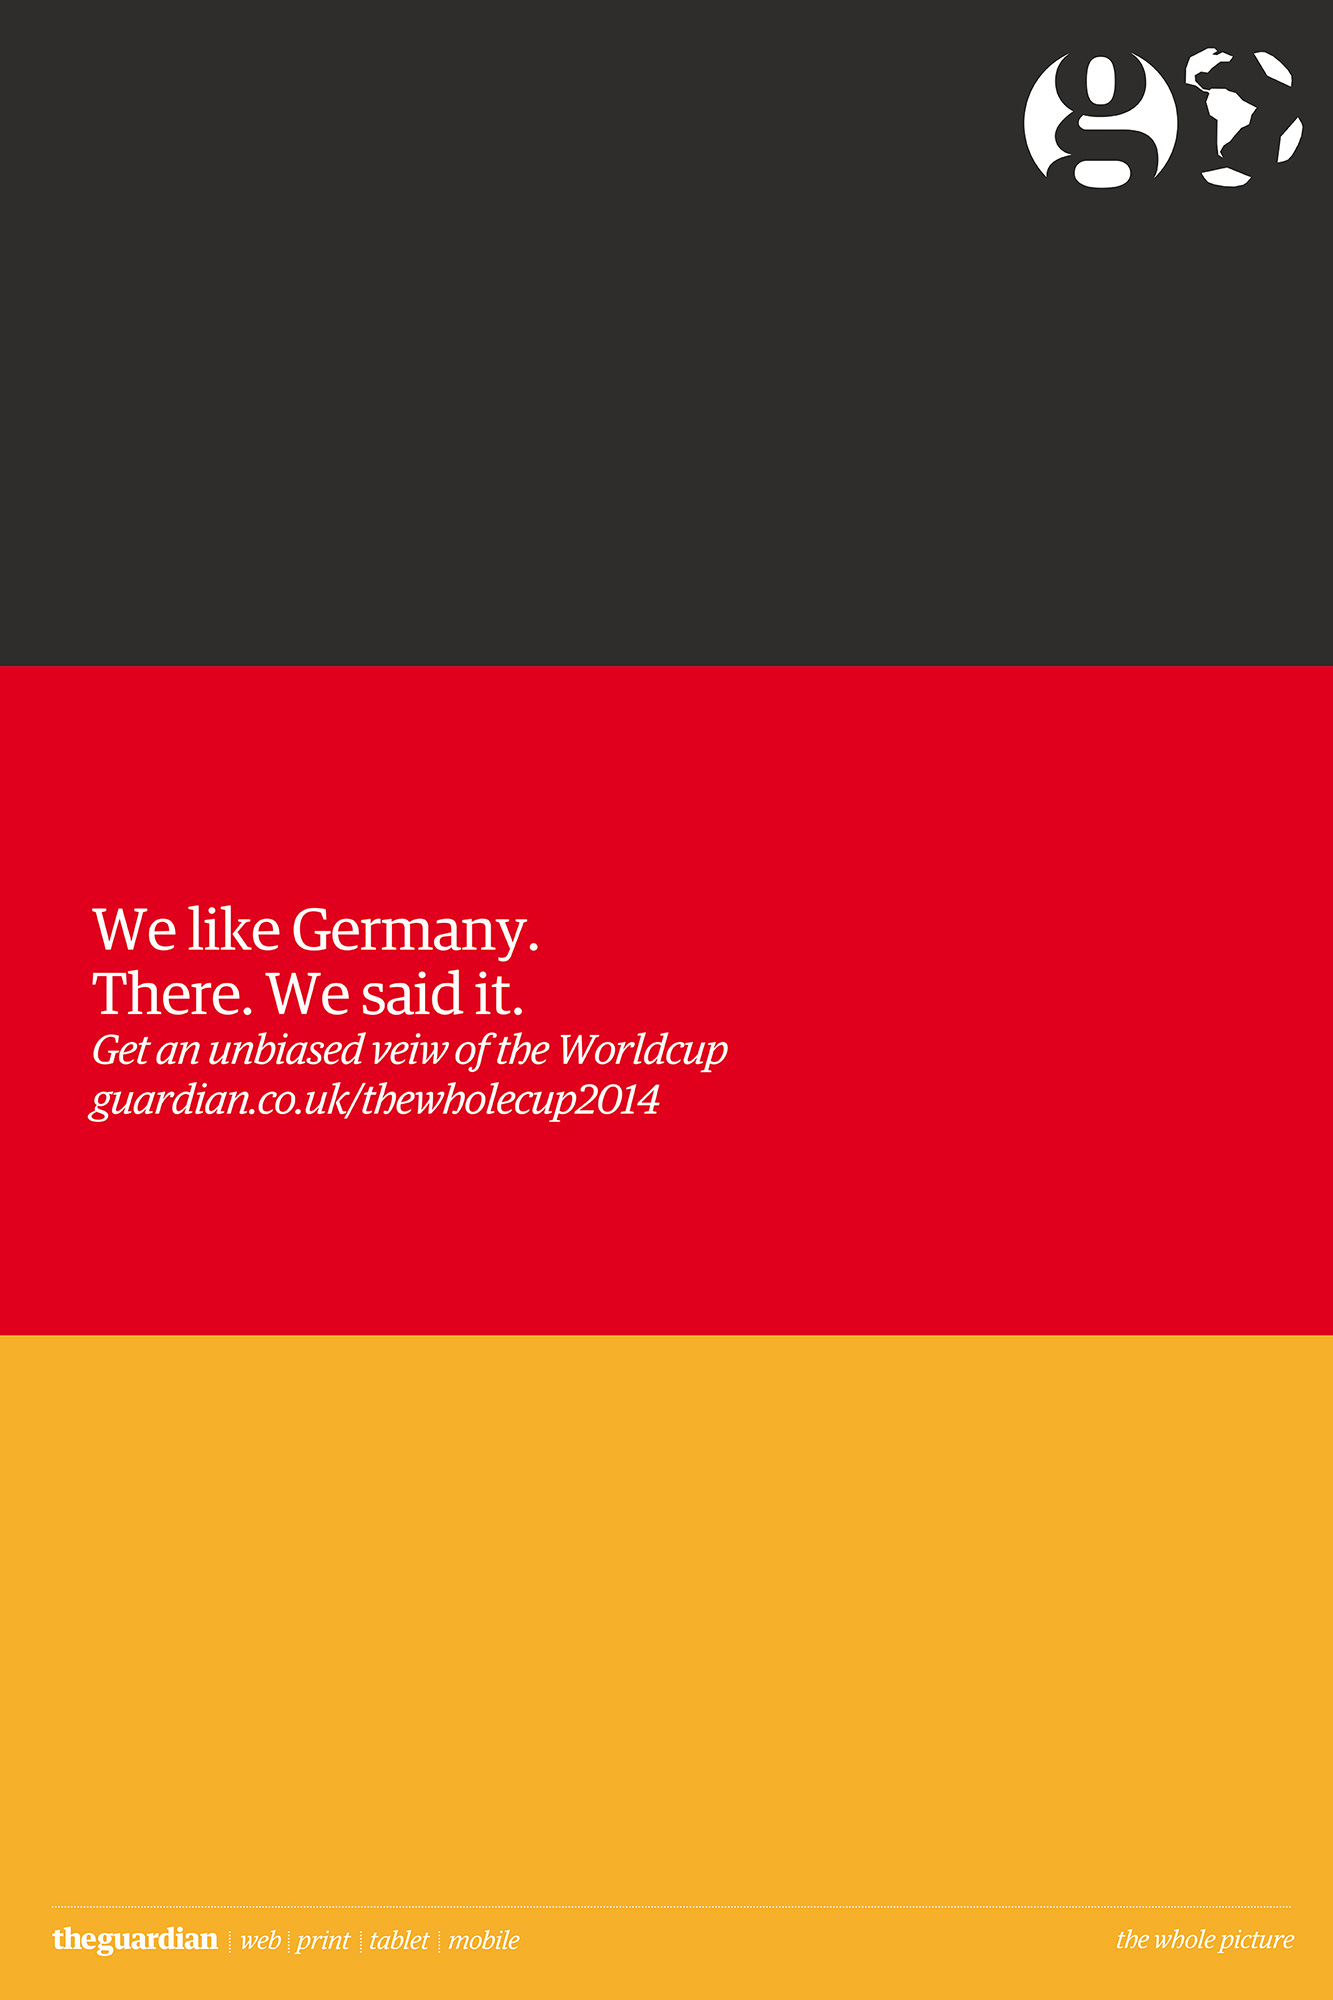 g
We like Germany.
There. We said it.
Get an unbiased veiw of the Worldcup
guardian.co.uk/thewholecup2014
theguardian web print tablet mobile
the whole picture